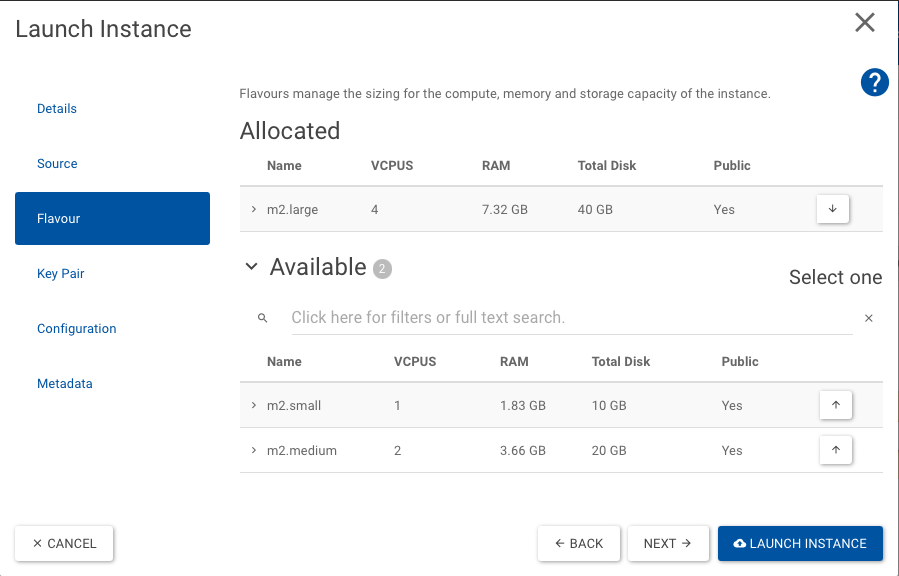 Launch Instance
Details
Source
Flavour
Key Pair
Configuration
Metadata
Flavours manage the sizing for the compute, memory and storage capacity of the instance.
?
Allocated
Name VCPUS RAM Total Disk Public
m2.large 4 7.32 GB 40 GB Yes
Available 2
Select one
Click here for filters or full text search.
Name VCPUS RAM Total Disk Public
m2.small 1 1.83 GB 10 GB Yes
m2.medium 2 3.66 GB 20 GB Yes
CANCEL
BACK
NEXT
LAUNCH INSTANCE